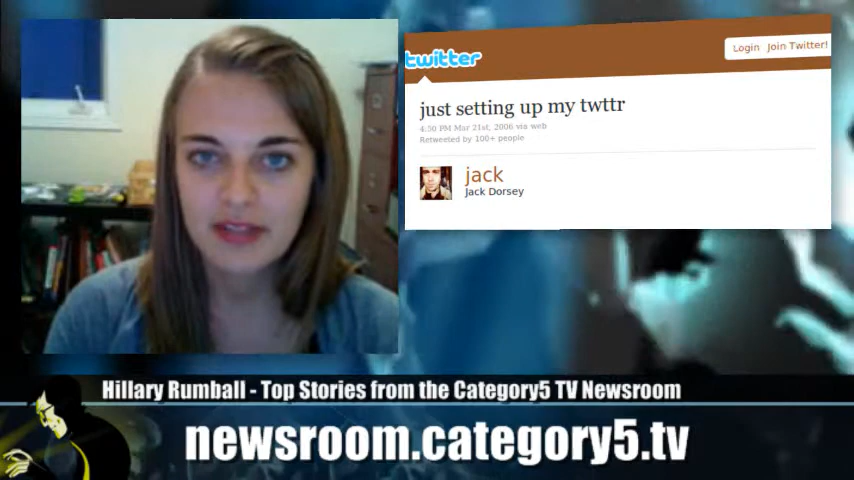 twitter
Login Join Twitter!
just setting up my twttr
4:50 PM Mar 21st, 2006 via web
Retweeted by 100+ people
jack
Jack Dorsey
Hillary Rumball - Top Stories from the Category5 TV Newsroom
newsroom.category5.tv